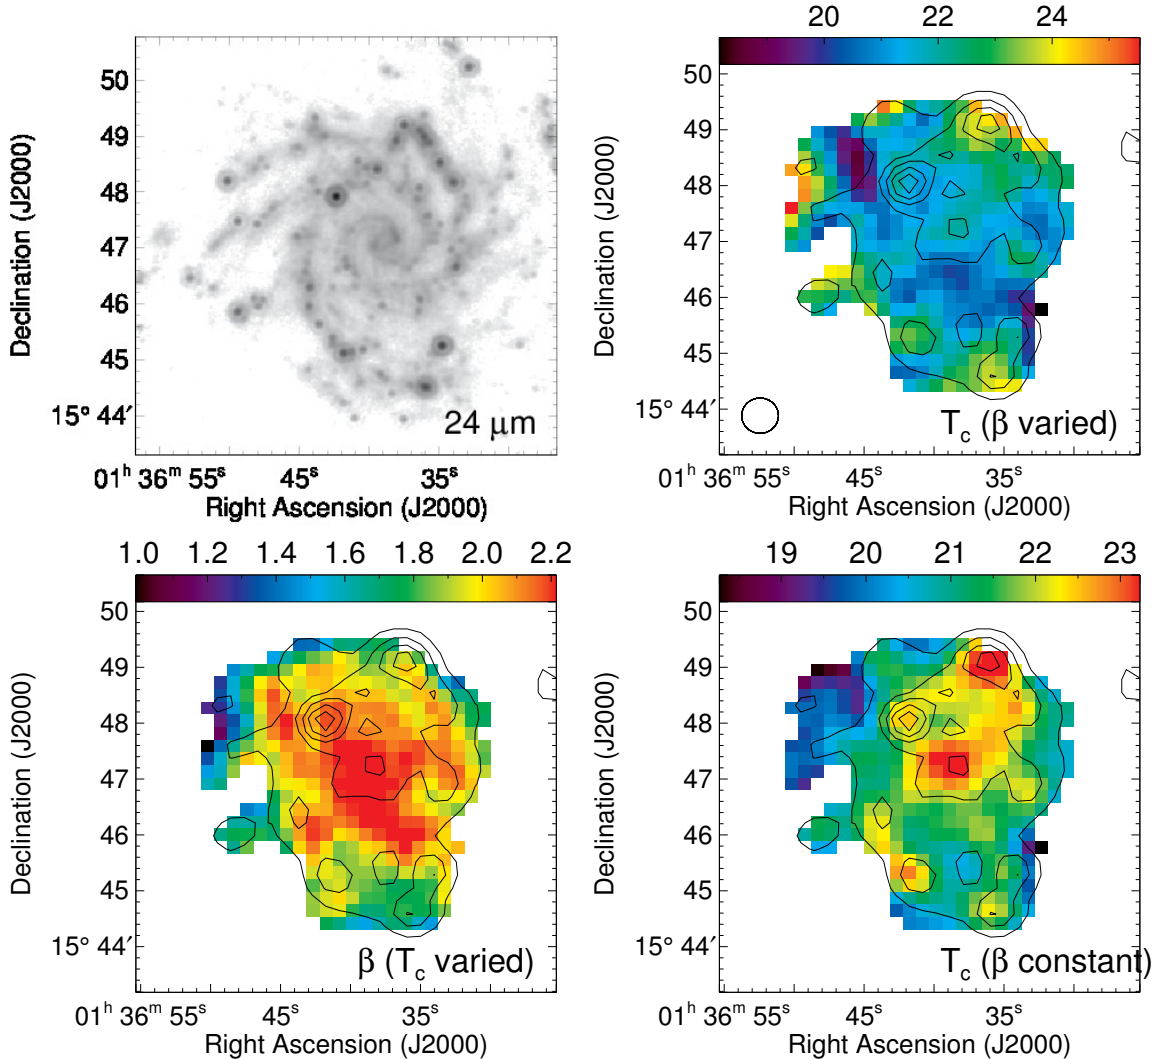 20 22 24
50
49
48
47
46
45
15° 44′
Declination (J2000)
24 μm
01ʰ 36ᵐ 55ˢ 45ˢ 35ˢ
Right Ascension (J2000)
50
49
48
47
46
45
15° 44′
Declination (J2000)
T_c (β varied)
01ʰ 36ᵐ 55ˢ 45ˢ 35ˢ
Right Ascension (J2000)
1.0 1.2 1.4 1.6 1.8 2.0 2.2
50
49
48
47
46
45
15° 44′
Declination (J2000)
β (T_c varied)
01ʰ 36ᵐ 55ˢ 45ˢ 35ˢ
Right Ascension (J2000)
19 20 21 22 23
50
49
48
47
46
45
15° 44′
Declination (J2000)
T_c (β constant)
01ʰ 36ᵐ 55ˢ 45ˢ 35ˢ
Right Ascension (J2000)